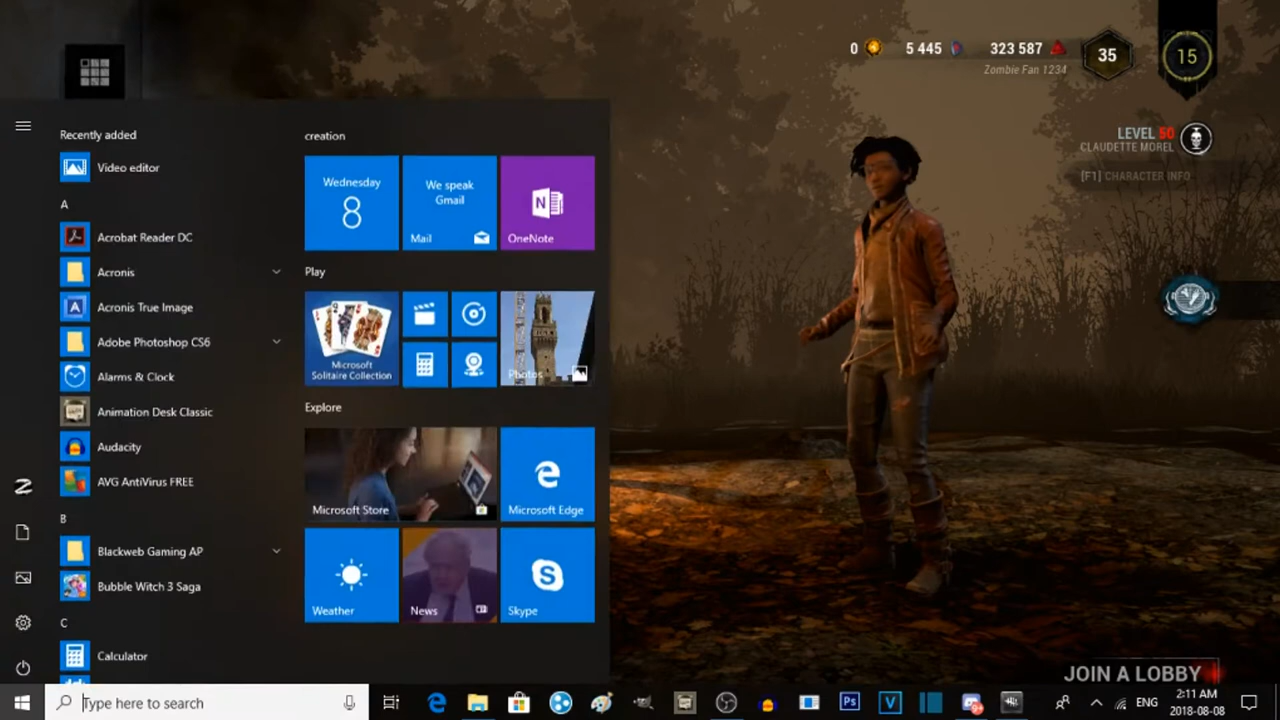 0 5 445 323 587 35 15
Zombie Fan 1234
LEVEL 50
CLAUDETTE MOREL
[F1] CHARACTER INFO
Recently added
Video editor
A
Acrobat Reader DC
Acronis
Acronis True Image
Adobe Photoshop CS6
Alarms & Clock
Animation Desk Classic
Audacity
AVG AntiVirus FREE
B
Blackweb Gaming AP
Bubble Witch 3 Saga
C
Calculator
creation
Wednesday
8
We speak
Gmail
Mail
N
OneNote
Play
Microsoft
Solitaire Collection
Photos
Explore
Microsoft Store
Microsoft Edge
Weather
News
Skype
JOIN A LOBBY
Type here to search
Ps
V
ENG
2:11 AM
2018-08-08